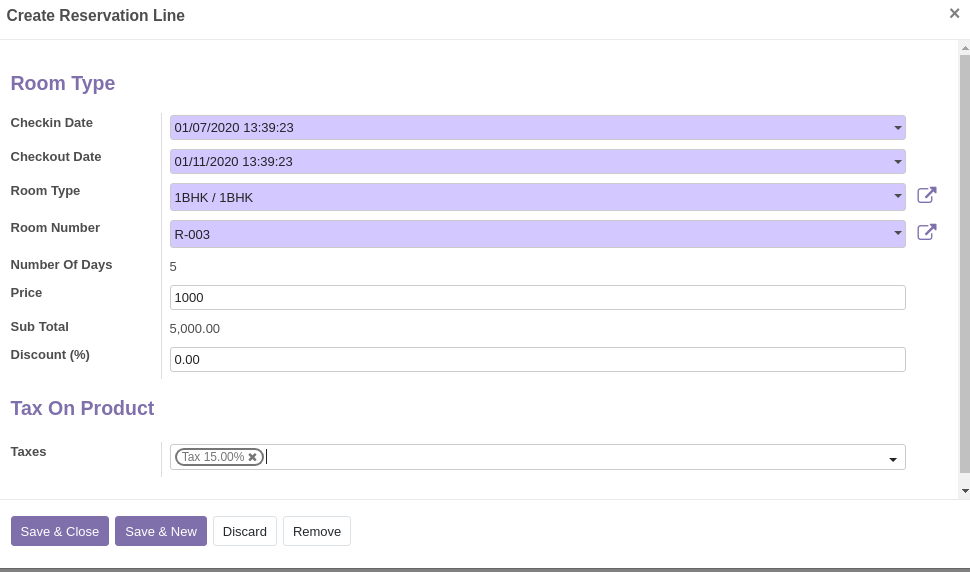 Create Reservation Line ×
Room Type
Checkin Date 01/07/2020 13:39:23
Checkout Date 01/11/2020 13:39:23
Room Type 1BHK / 1BHK
Room Number R-003
Number Of Days 5
Price 1000
Sub Total 5,000.00
Discount (%) 0.00
Tax On Product
Taxes Tax 15.00% ✖
Save & Close Save & New Discard Remove